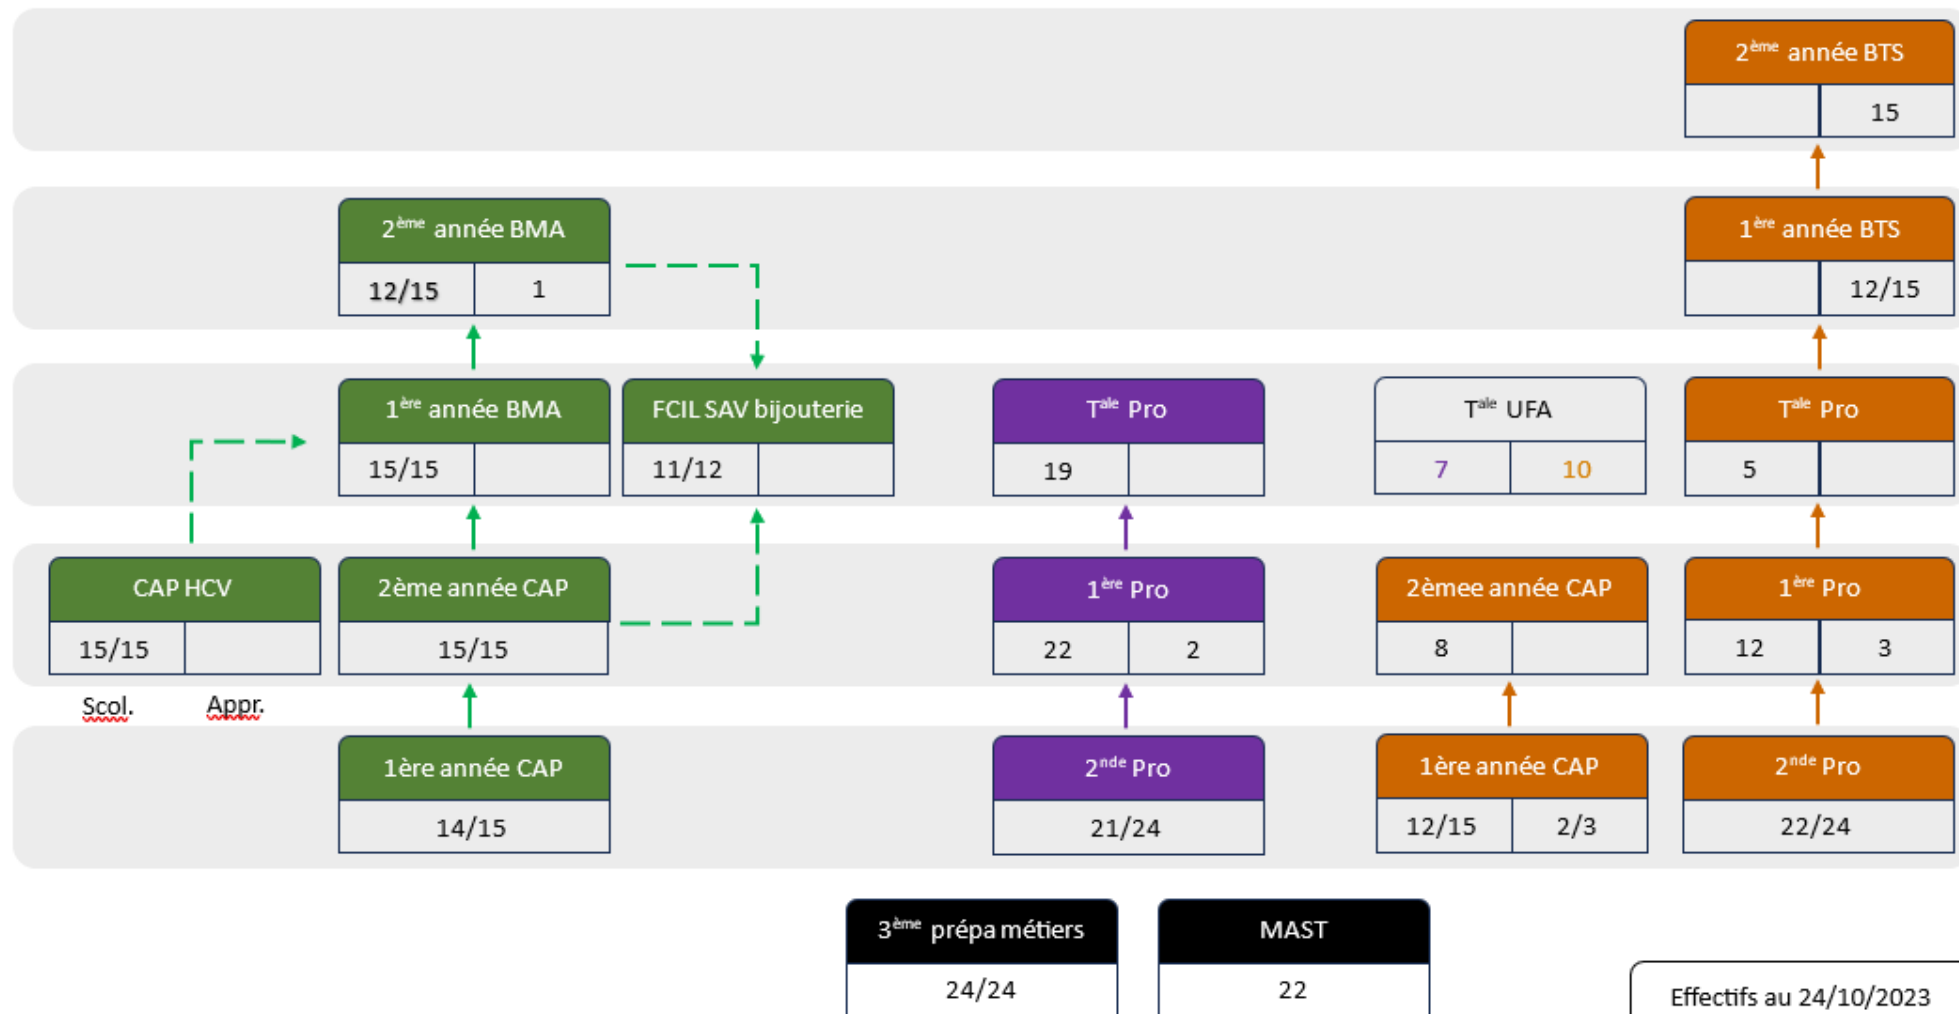 2ème année BTS
15
2ème année BMA
1ère année BTS
12/15 1
12/15
1ère année BMA
FCIL SAV bijouterie
Tale Pro
Tale UFA
Tale Pro
15/15
11/12
19
7 10
5
CAP HCV
2ème année CAP
1ère Pro
2èmee année CAP
1ère Pro
15/15
15/15
22 2
8
12 3
Scol. Appr.
1ère année CAP
2nde Pro
1ère année CAP
2nde Pro
14/15
21/24
12/15 2/3
22/24
3ème prépa métiers
MAST
24/24
22
Effectifs au 24/10/2023